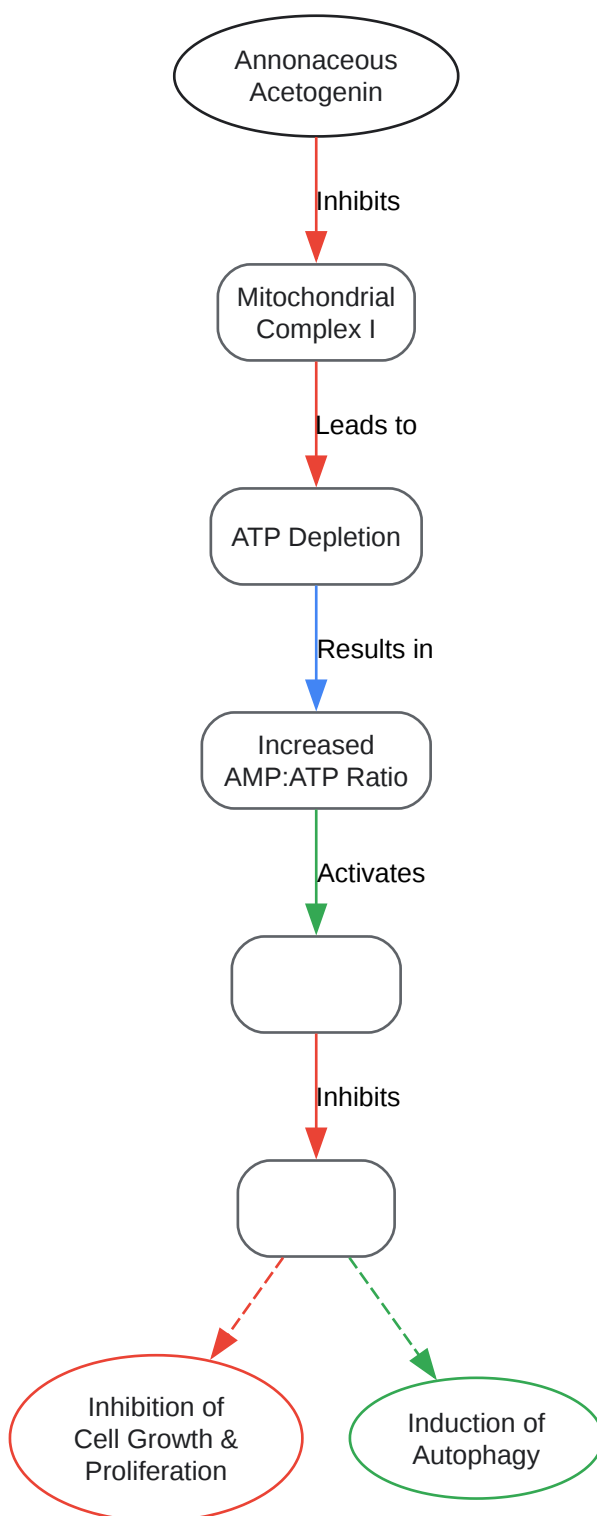 Annonaceous
Acetogenin
Inhibits
Mitochondrial
Complex I
Leads to
ATP Depletion
Results in
Increased
AMP:ATP Ratio
Activates
Inhibits
Inhibition of
Cell Growth &
Proliferation
Induction of
Autophagy